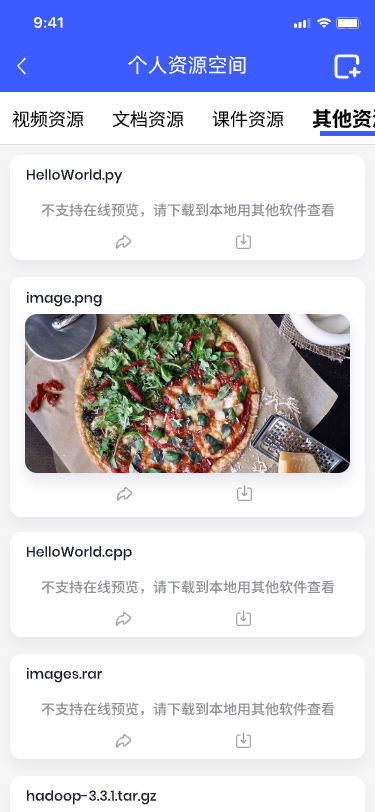 9:41
个人资源空间
视频资源 文档资源 课件资源 其他资
HelloWorld.py
不支持在线预览，请下载到本地用其他软件查看
image.png
HelloWorld.cpp
不支持在线预览，请下载到本地用其他软件查看
images.rar
不支持在线预览，请下载到本地用其他软件查看
hadoop-3.3.1.tar.gz